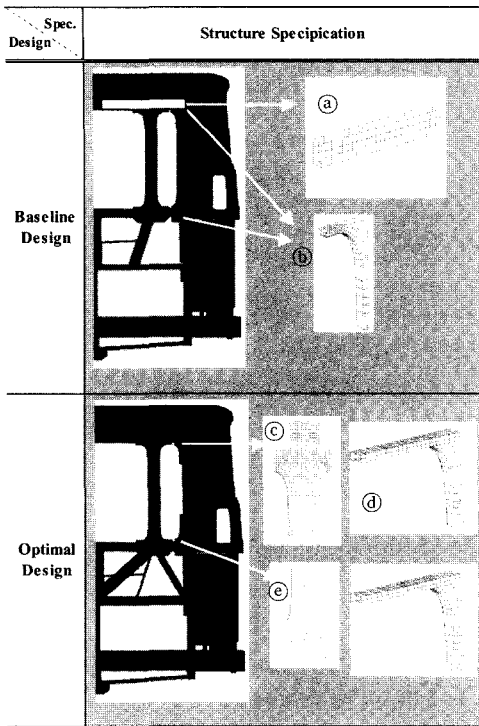 Spec.
Design
Structure Specipication
Baseline
Design
ⓐ
ⓑ
Optimal
Design
ⓒ
ⓓ
ⓔ